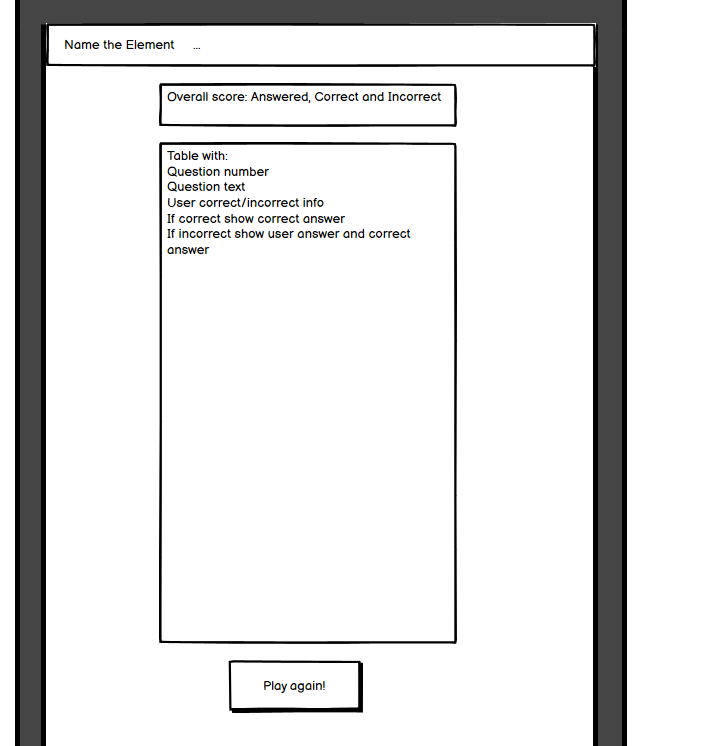 Name the Element ...
Overall score: Answered, Correct and Incorrect
Table with:
Question number
Question text
User correct/incorrect info
If correct show correct answer
If incorrect show user answer and correct
answer
Play again!